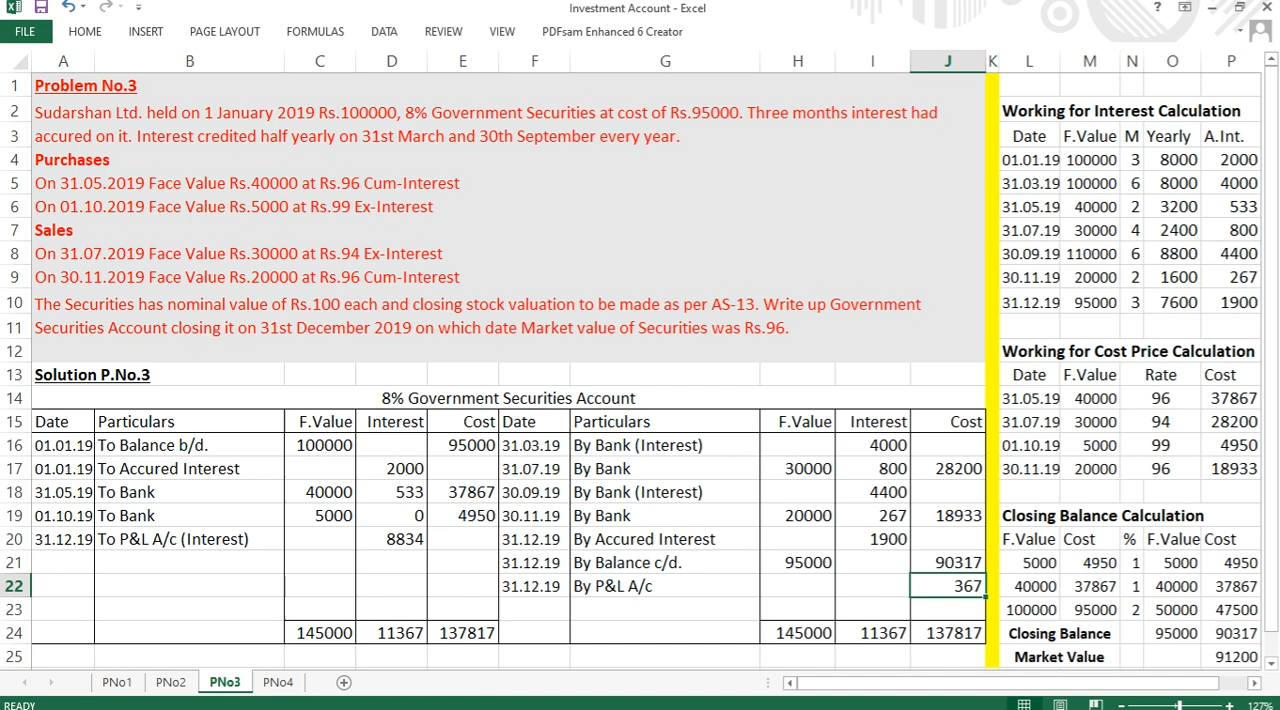 Investment Account - Excel
FILE HOME INSERT PAGE LAYOUT FORMULAS DATA REVIEW VIEW PDFsam Enhanced 6 Creator
A B C D E F G H I J K L M N O P
1 Problem No.3
2 Sudarshan Ltd. held on 1 January 2019 Rs.100000, 8% Government Securities at cost of Rs.95000. Three months interest had Working for Interest Calculation
3 accured on it. Interest credited half yearly on 31st March and 30th September every year. Date F.Value M Yearly A.Int.
4 Purchases 01.01.19 100000 3 8000 2000
5 On 31.05.2019 Face Value Rs.40000 at Rs.96 Cum-Interest 31.03.19 100000 6 8000 4000
6 On 01.10.2019 Face Value Rs.5000 at Rs.99 Ex-Interest 31.05.19 40000 2 3200 533
7 Sales 31.07.19 30000 4 2400 800
8 On 31.07.2019 Face Value Rs.30000 at Rs.94 Ex-Interest 30.09.19 110000 6 8800 4400
9 On 30.11.2019 Face Value Rs.20000 at Rs.96 Cum-Interest 30.11.19 20000 2 1600 267
10 The Securities has nominal value of Rs.100 each and closing stock valuation to be made as per AS-13. Write up Government 31.12.19 95000 3 7600 1900
11 Securities Account closing it on 31st December 2019 on which date Market value of Securities was Rs.96.
12 Working for Cost Price Calculation
13 Solution P.No.3 Date F.Value Rate Cost
14 8% Government Securities Account 31.05.19 40000 96 37867
15 Date Particulars F.Value Interest Cost Date Particulars F.Value Interest Cost 31.07.19 30000 94 28200
16 01.01.19 To Balance b/d. 100000 95000 31.03.19 By Bank (Interest) 4000 01.10.19 5000 99 4950
17 01.01.19 To Accured Interest 2000 31.07.19 By Bank 30000 800 28200 30.11.19 20000 96 18933
18 31.05.19 To Bank 40000 533 37867 30.09.19 By Bank (Interest) 4400
19 01.10.19 To Bank 5000 0 4950 30.11.19 By Bank 20000 267 18933 Closing Balance Calculation
20 31.12.19 To P&L A/c (Interest) 8834 31.12.19 By Accured Interest 1900 F.Value Cost % F.Value Cost
21 31.12.19 By Balance c/d. 95000 90317 5000 4950 1 5000 4950
22 31.12.19 By P&L A/c 367 40000 37867 1 40000 37867
23 100000 95000 2 50000 47500
24 145000 11367 137817 145000 11367 137817 Closing Balance 95000 90317
25 Market Value 91200
PNo1 PNo2 PNo3 PNo4
READY 127%